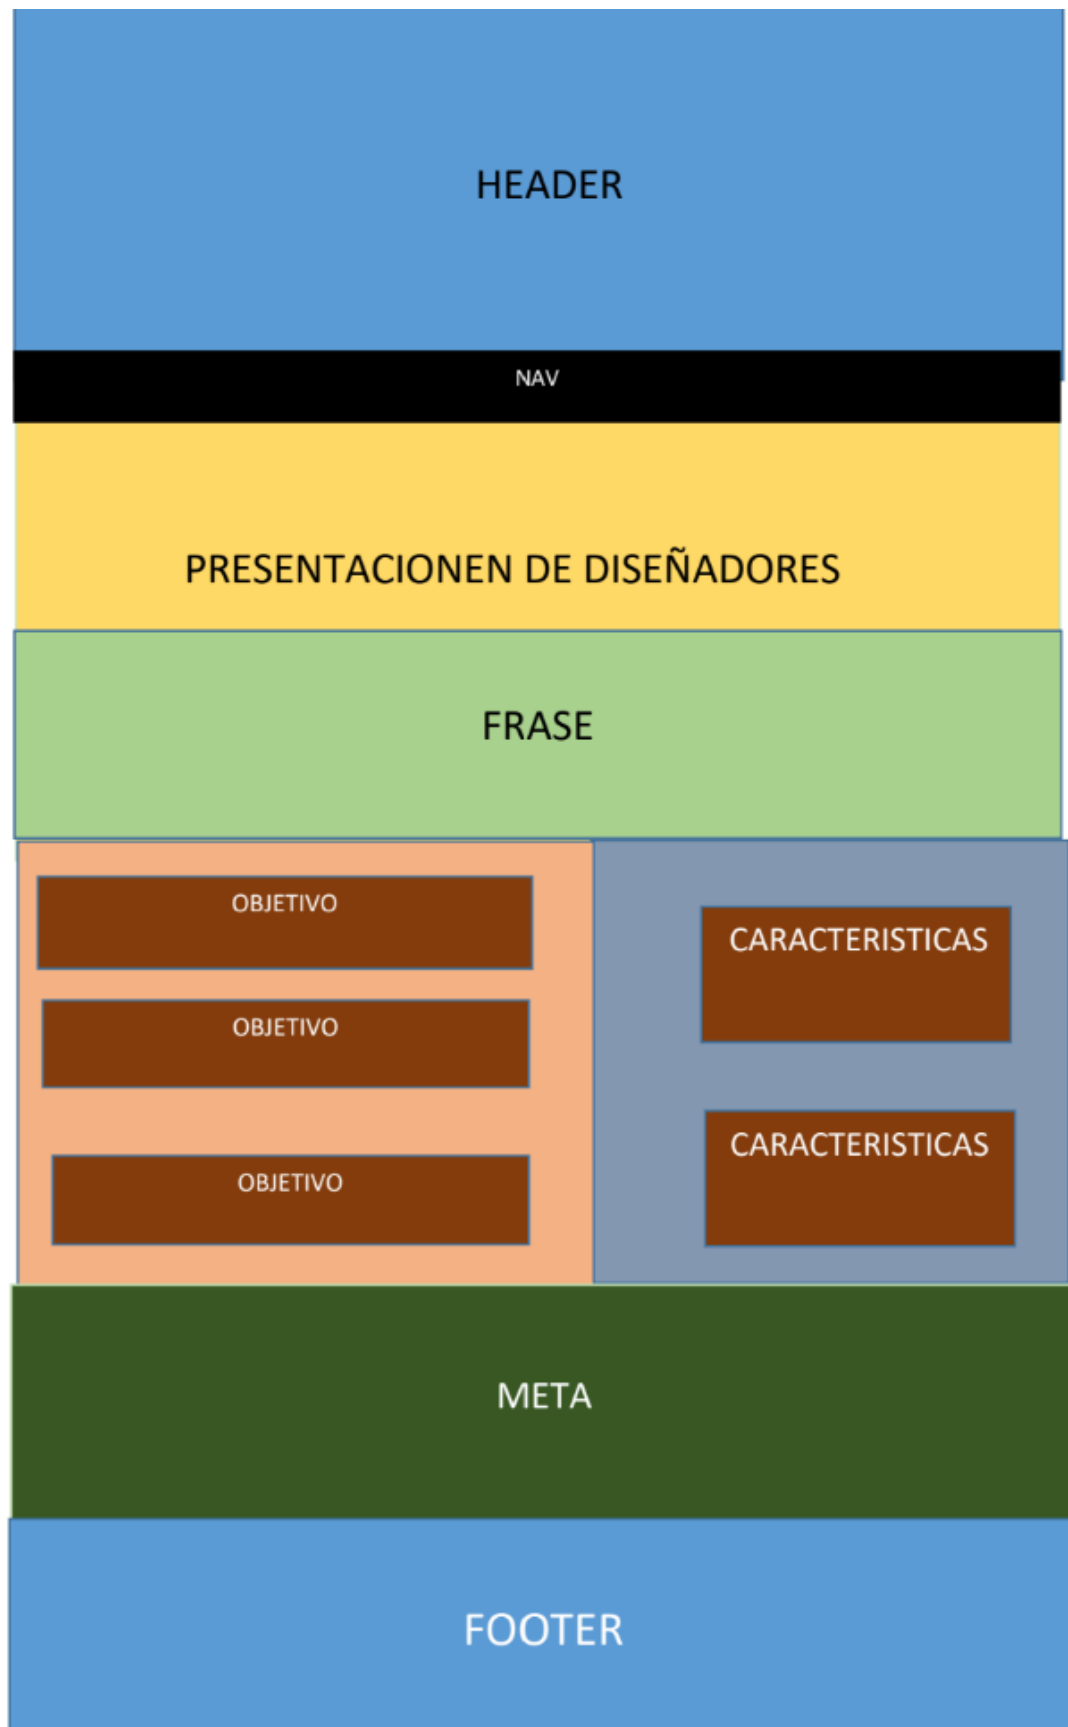 HEADER
NAV
PRESENTACIONEN DE DISEÑADORES
FRASE
OBJETIVO
OBJETIVO
OBJETIVO
CARACTERISTICAS
CARACTERISTICAS
META
FOOTER